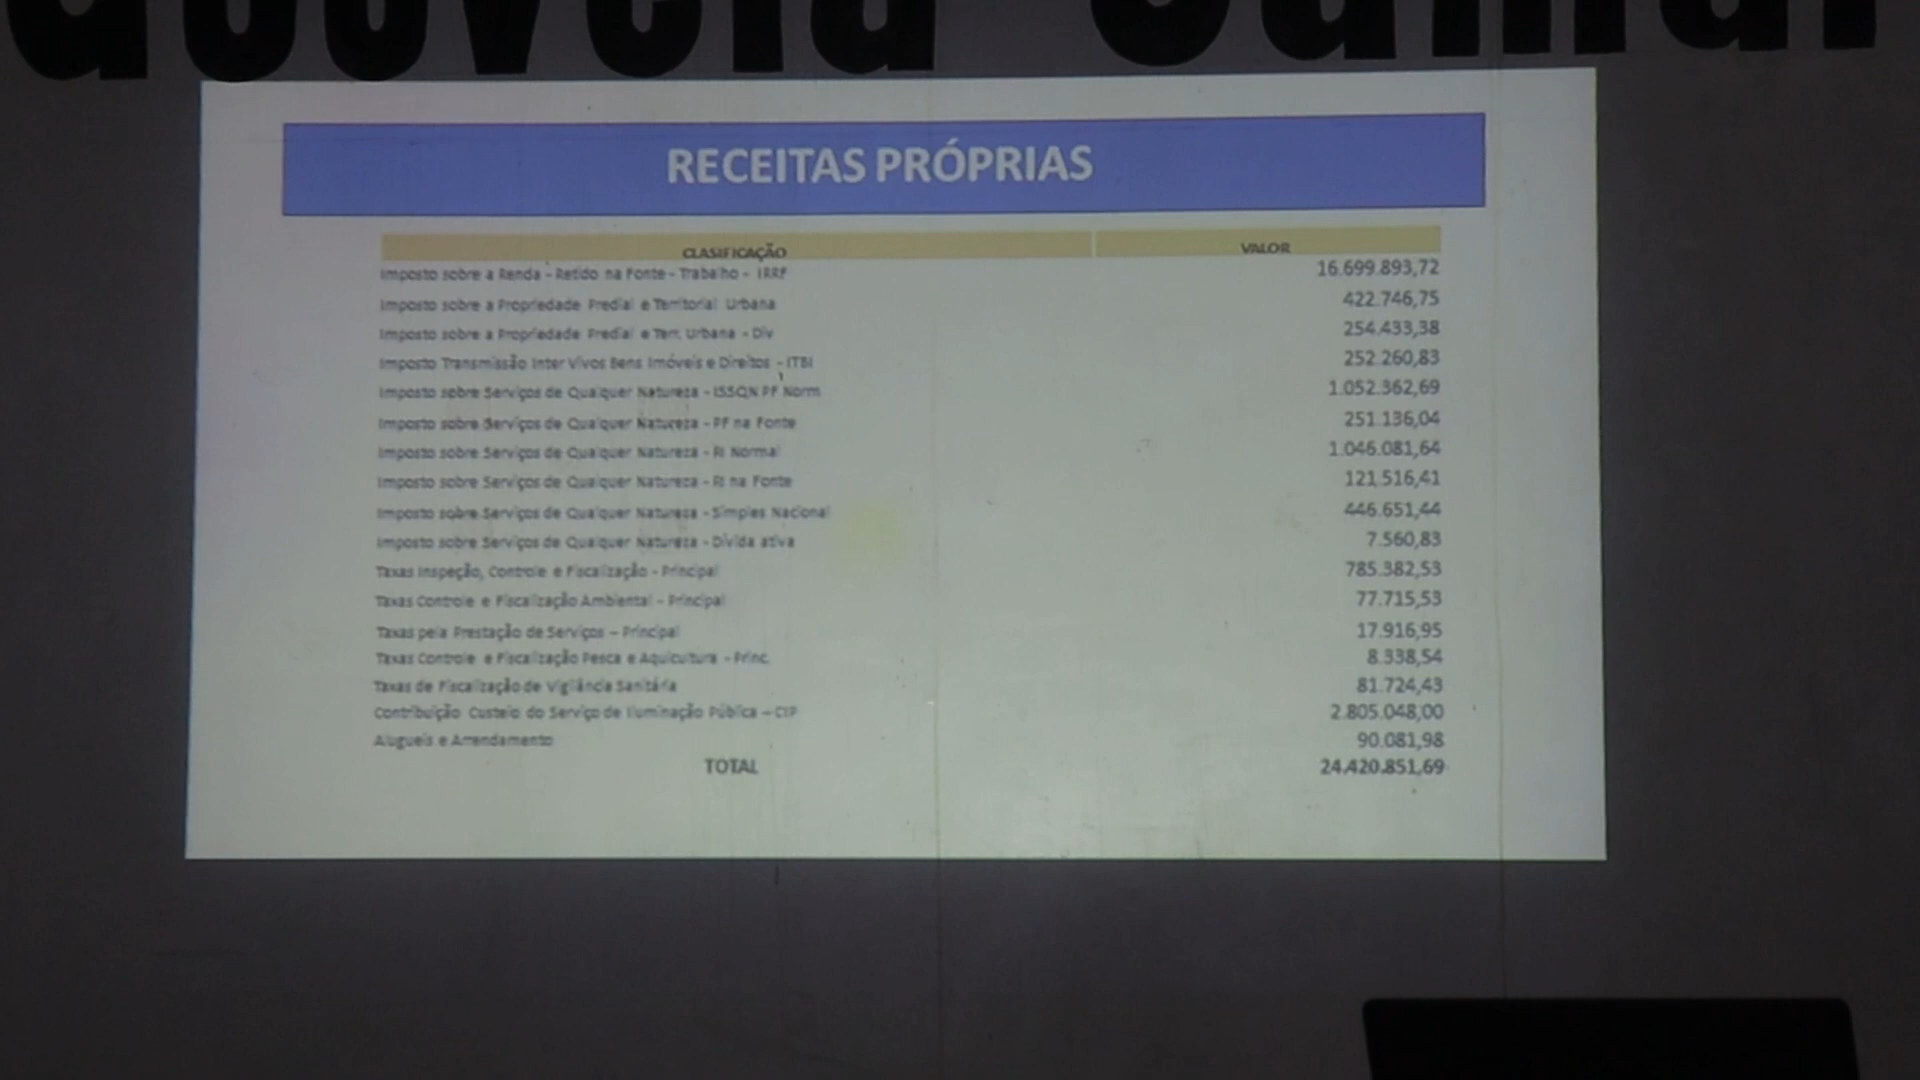 RECEITAS PRÓPRIAS
CLASIFICAÇÃO VALOR
Imposto sobre a Renda - Retido na Fonte - Trabalho - IRRF 16.699.893,72
Imposto sobre a Propriedade Predial e Territorial Urbana 422.746,75
Imposto sobre a Propriedade Predial e Terr. Urbana - Div 254.433,38
Imposto Transmissão Inter Vivos Bens Imóveis e Direitos - ITBI 252.260,83
Imposto sobre Serviços de Qualquer Natureza - ISSQN PF Norm 1.052.362,69
Imposto sobre Serviços de Qualquer Natureza - PF na Fonte 251.136,04
Imposto sobre Serviços de Qualquer Natureza - RI Normal 1.046.081,64
Imposto sobre Serviços de Qualquer Natureza - RI na Fonte 121.516,41
Imposto sobre Serviços de Qualquer Natureza - Simples Nacional 446.651,44
Imposto sobre Serviços de Qualquer Natureza - Dívida ativa 7.560,83
Taxas Inspeção, Controle e Fiscalização - Principal 785.382,53
Taxas Controle e Fiscalização Ambiental - Principal 77.715,53
Taxas pela Prestação de Serviços – Principal 17.916,95
Taxas Controle e Fiscalização Pesca e Aquicultura - Princ. 8.338,54
Taxas de Fiscalização de Vigilância Sanitária 81.724,43
Contribuição Custeio do Serviço de Iluminação Pública – CIP 2.805.048,00
Alugueis e Arrendamento 90.081,98
TOTAL 24.420.851,69